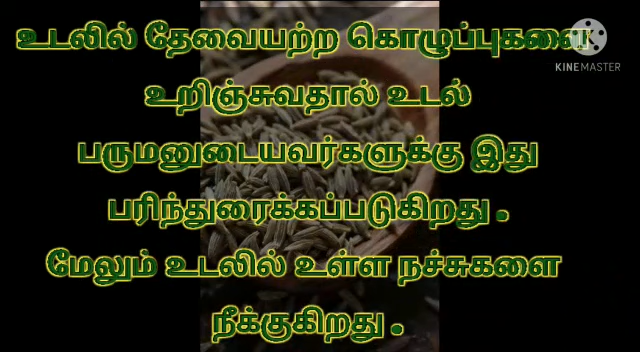 உடலில் தேவையற்ற கொழுப்புகளை
உறிஞ்சுவதால் உடல்
பருமனுடையவர்களுக்கு இது
பரிந்துரைக்கப்படுகிறது .
மேலும் உடலில் உள்ள நச்சுகளை
நீக்குகிறது .
KINEMASTER